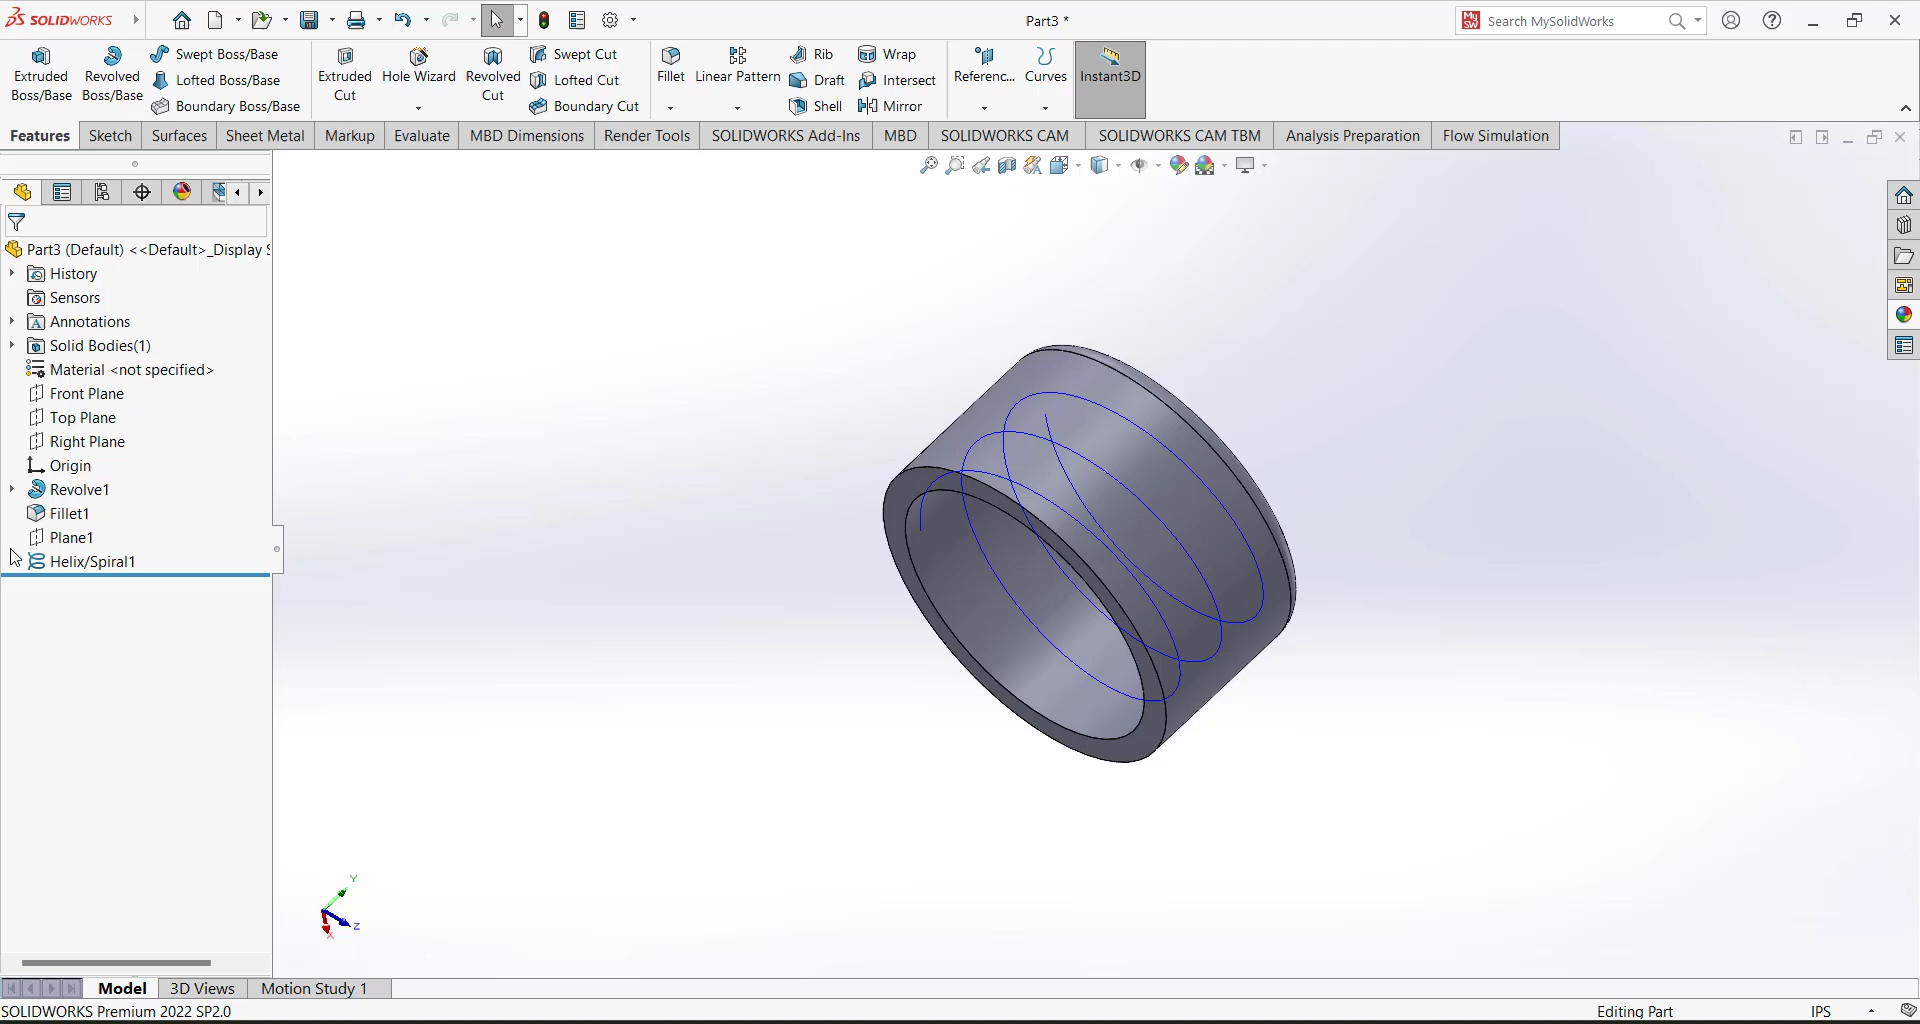 SOLIDWORKS
Part3 *
Search MySolidWorks
Extruded Boss/Base
Revolved Boss/Base
Swept Boss/Base
Lofted Boss/Base
Boundary Boss/Base
Extruded Cut
Hole Wizard
Revolved Cut
Swept Cut
Lofted Cut
Boundary Cut
Fillet
Linear Pattern
Rib
Draft
Shell
Wrap
Intersect
Mirror
Referenc...
Curves
Instant3D
Features
Sketch
Surfaces
Sheet Metal
Markup
Evaluate
MBD Dimensions
Render Tools
SOLIDWORKS Add-Ins
MBD
SOLIDWORKS CAM
SOLIDWORKS CAM TBM
Analysis Preparation
Flow Simulation
Part3 (Default) <<Default>_Display S
History
Sensors
Annotations
Solid Bodies(1)
Material <not specified>
Front Plane
Top Plane
Right Plane
Origin
Revolve1
Fillet1
Plane1
Helix/Spiral1
Y
Z
X
Model
3D Views
Motion Study 1
SOLIDWORKS Premium 2022 SP2.0
Editing Part
IPS